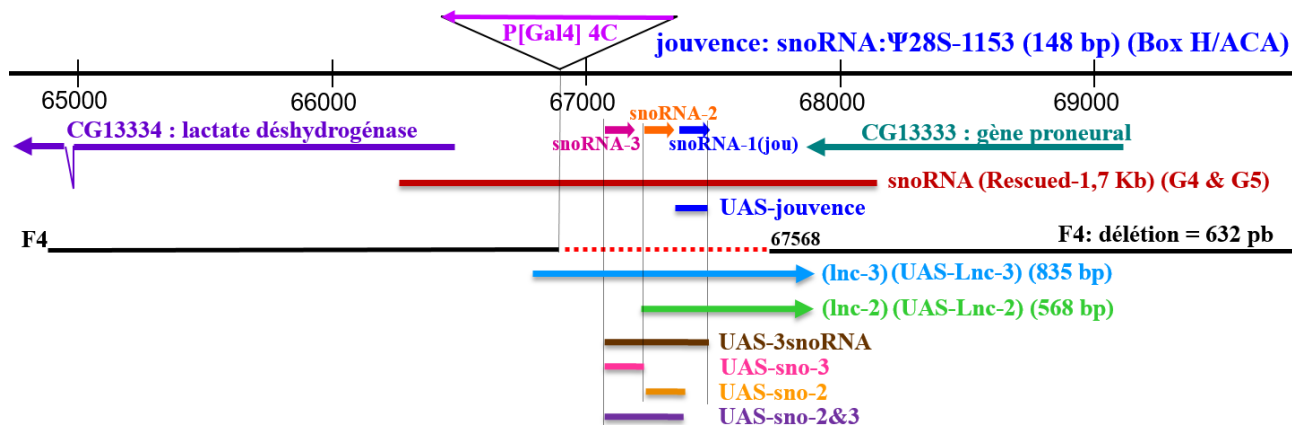 P[Gal4] 4C
jouvence: snoRNA:Ψ28S-1153 (148 bp) (Box H/ACA)
65000 66000 67000 68000 69000
snoRNA-2
CG13334 : lactate déshydrogénase
snoRNA-3 snoRNA-1(jou)
CG13333 : gène proneural
snoRNA (Rescued-1,7 Kb) (G4 & G5)
UAS-jouvence
F4 67568 F4: délétion = 632 pb
(lnc-3) (UAS-Lnc-3) (835 bp)
(lnc-2) (UAS-Lnc-2) (568 bp)
UAS-3snoRNA
UAS-sno-3
UAS-sno-2
UAS-sno-2&3